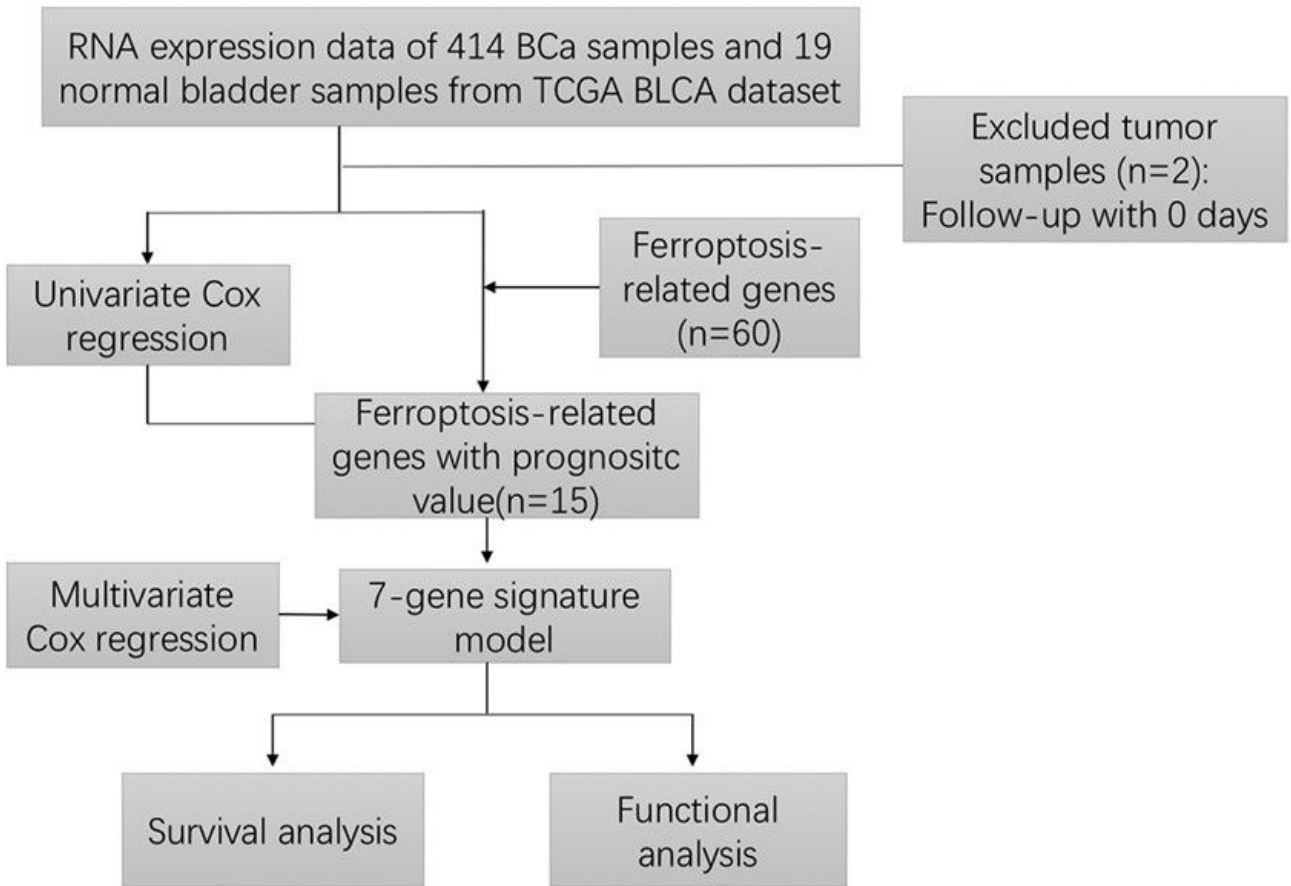 RNA expression data of 414 BCa samples and 19
normal bladder samples from TCGA BLCA dataset
Excluded tumor
samples (n=2):
Follow-up with 0 days
Ferroptosis-
related genes
(n=60)
Univariate Cox
regression
Ferroptosis-related
genes with prognositc
value(n=15)
Multivariate
Cox regression
7-gene signature
model
Survival analysis
Functional
analysis